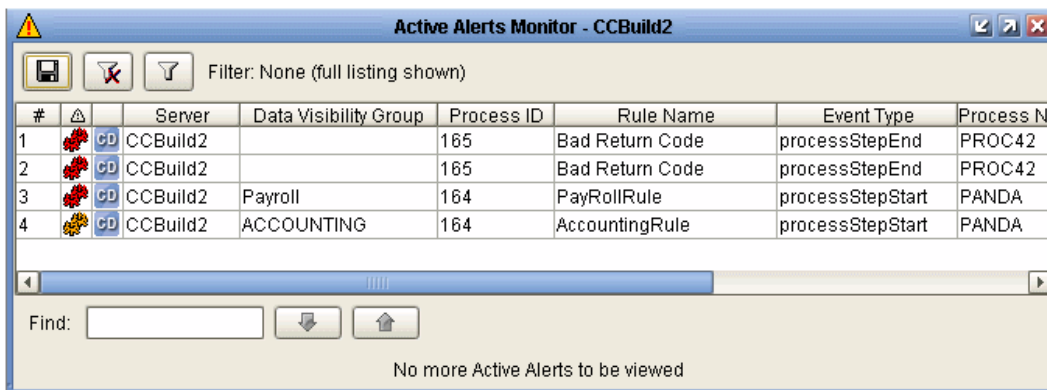 Active Alerts Monitor - CCBuild2
Filter: None (full listing shown)
# Server Data Visibility Group Process ID Rule Name Event Type Process N
1 CD CCBuild2 165 Bad Return Code processStepEnd PROC42
2 CD CCBuild2 165 Bad Return Code processStepEnd PROC42
3 CD CCBuild2 Payroll 164 PayRollRule processStepStart PANDA
4 CD CCBuild2 ACCOUNTING 164 AccountingRule processStepStart PANDA
Find:
No more Active Alerts to be viewed